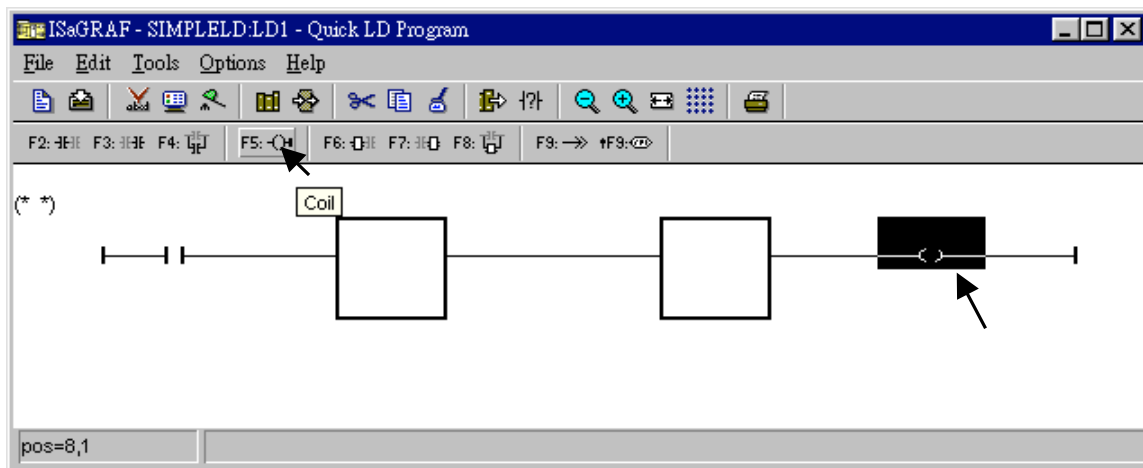 ISaGRAF - SIMPLELD:LD1 - Quick LD Program
File Edit Tools Options Help
F2: F3: F4: F5: F6: F7: F8: F9: F9:
Coil
(* *)
pos=8,1